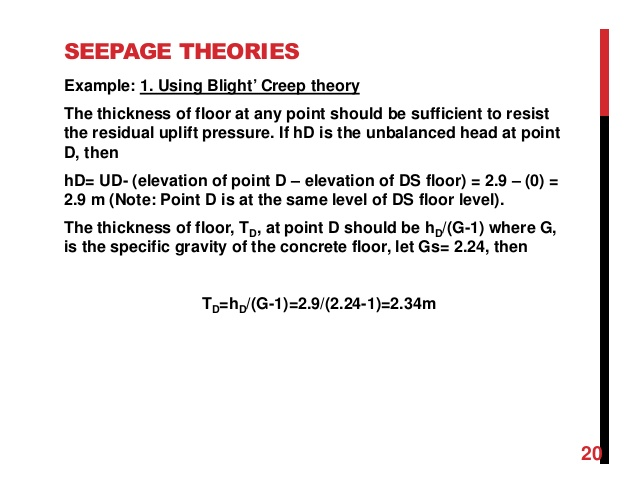 SEEPAGE THEORIES
Example: 1. Using Blight’ Creep theory
The thickness of floor at any point should be sufficient to resist
the residual uplift pressure. If hD is the unbalanced head at point
D, then
hD= UD- (elevation of point D – elevation of DS floor) = 2.9 – (0) =
2.9 m (Note: Point D is at the same level of DS floor level).
The thickness of floor, TD, at point D should be hD/(G-1) where G,
is the specific gravity of the concrete floor, let Gs= 2.24, then
TD=hD/(G-1)=2.9/(2.24-1)=2.34m
20